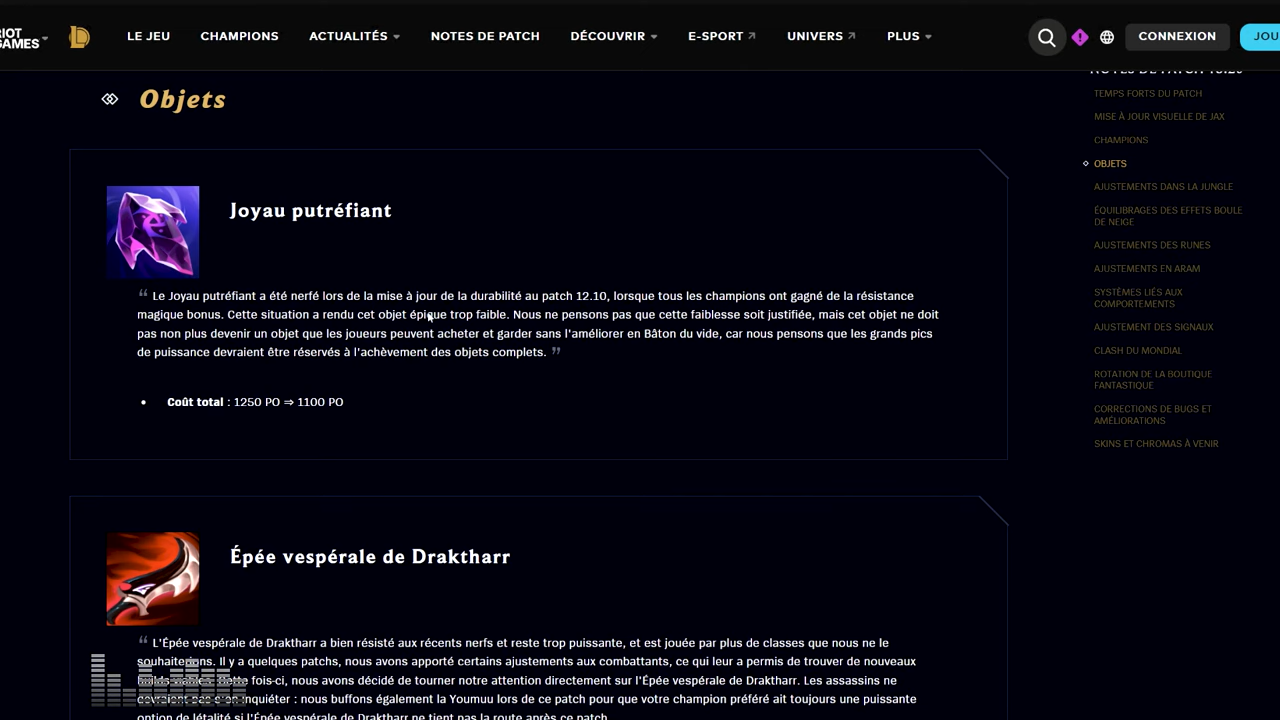 RIOT
GAMES
LE JEU
CHAMPIONS
ACTUALITÉS
NOTES DE PATCH
DÉCOUVRIR
E-SPORT
UNIVERS
PLUS
CONNEXION
JOU
Objets
Joyau putréfiant
“ Le Joyau putréfiant a été nerfé lors de la mise à jour de la durabilité au patch 12.10, lorsque tous les champions ont gagné de la résistance
magique bonus. Cette situation a rendu cet objet épique trop faible. Nous ne pensons pas que cette faiblesse soit justifiée, mais cet objet ne doit
pas non plus devenir un objet que les joueurs peuvent acheter et garder sans l'améliorer en Bâton du vide, car nous pensons que les grands pics
de puissance devraient être réservés à l'achèvement des objets complets. ”
• Coût total : 1250 PO ⇒ 1100 PO
Épée vespérale de Draktharr
“ L'Épée vespérale de Draktharr a bien résisté aux récents nerfs et reste trop puissante, et est jouée par plus de classes que nous ne le
souhaiterions. Il y a quelques patchs, nous avons apporté certains ajustements aux combattants, ce qui leur a permis de trouver de nouveaux
fois-ci, nous avons décidé de tourner notre attention directement sur l'Épée vespérale de Draktharr. Les assassins ne
inquiéter : nous buffons également la Youmuu lors de ce patch pour que votre champion préféré ait toujours une puissante
option de létalité si l'Épée vespérale de Draktharr ne tient pas la route après ce patch.
TEMPS FORTS DU PATCH
MISE À JOUR VISUELLE DE JAX
CHAMPIONS
OBJETS
AJUSTEMENTS DANS LA JUNGLE
ÉQUILIBRAGES DES EFFETS BOULE
DE NEIGE
AJUSTEMENTS DES RUNES
AJUSTEMENTS EN ARAM
SYSTÈMES LIÉS AUX
COMPORTEMENTS
AJUSTEMENT DES SIGNAUX
CLASH DU MONDIAL
ROTATION DE LA BOUTIQUE
FANTASTIQUE
CORRECTIONS DE BUGS ET
AMÉLIORATIONS
SKINS ET CHROMAS À VENIR